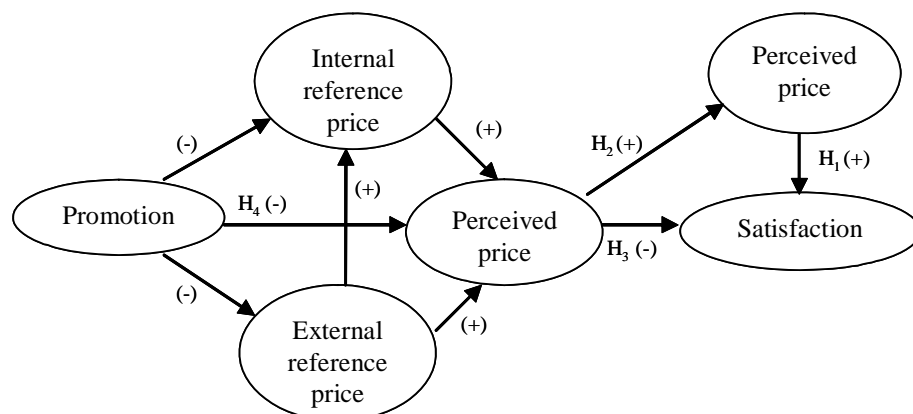 Internal
reference
price
Perceived
price
(-)
(+)
H2 (+)
H1 (+)
(+)
Promotion
H4 (-)
Perceived
price
H3 (-)
Satisfaction
(-)
External
reference
price
(+)